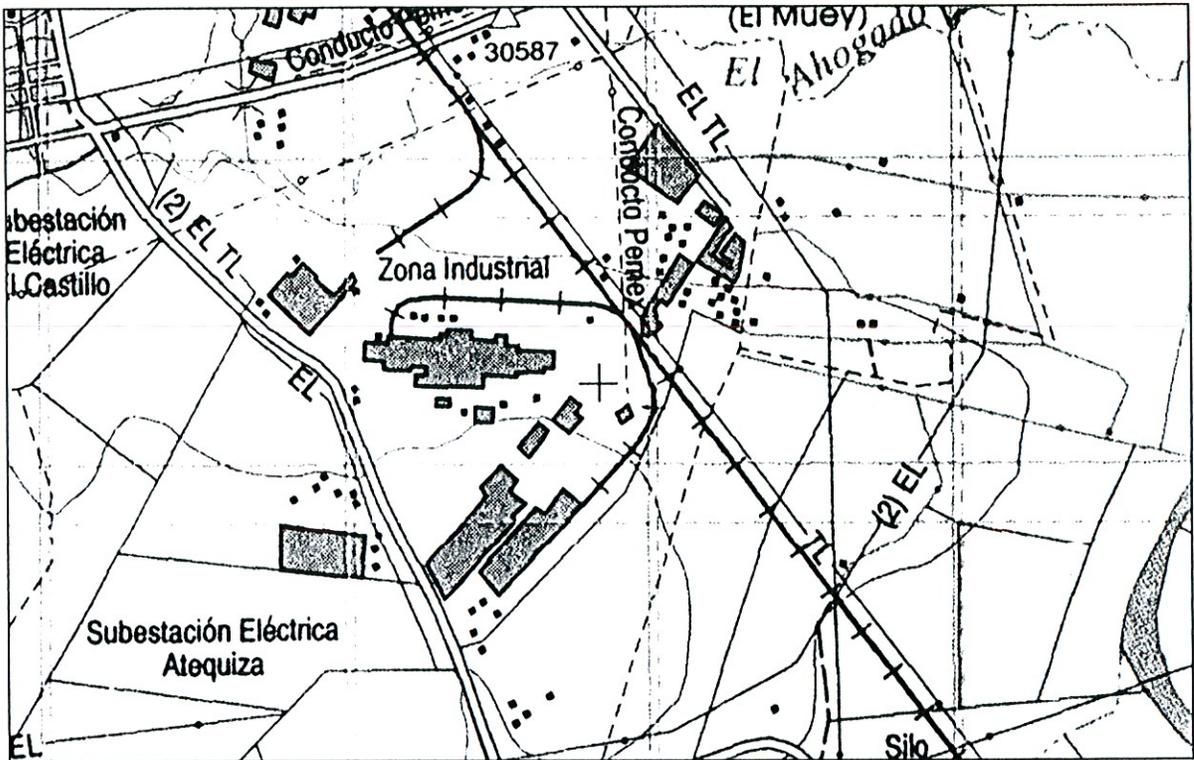 (El Muey)
Conducto
30587
El Ahogado
EL TL
Conducto Pemex
(2) EL TL
Subestación
Eléctrica
El Castillo
Zona Industrial
EL
(2) EL
TL
Subestación Eléctrica
Atequiza
EL
Silo